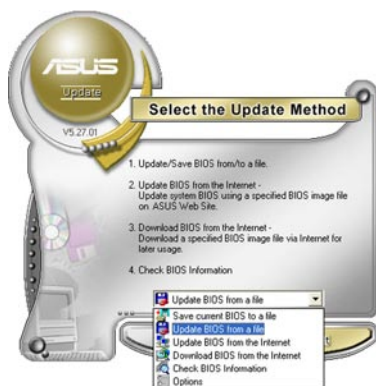 ASUS
Update
V5.27.01
Select the Update Method
1. Update/Save BIOS from/to a file.
2. Update BIOS from the Internet -
Update system BIOS using a specified BIOS image file
on ASUS Web Site.
3. Download BIOS from the Internet -
Download a specified BIOS image file via Internet for
later usage.
4. Check BIOS Information
Update BIOS from a file
Save current BIOS to a file
Update BIOS from a file
Update BIOS from the Internet
Download BIOS from the Internet
Check BIOS Information
Options